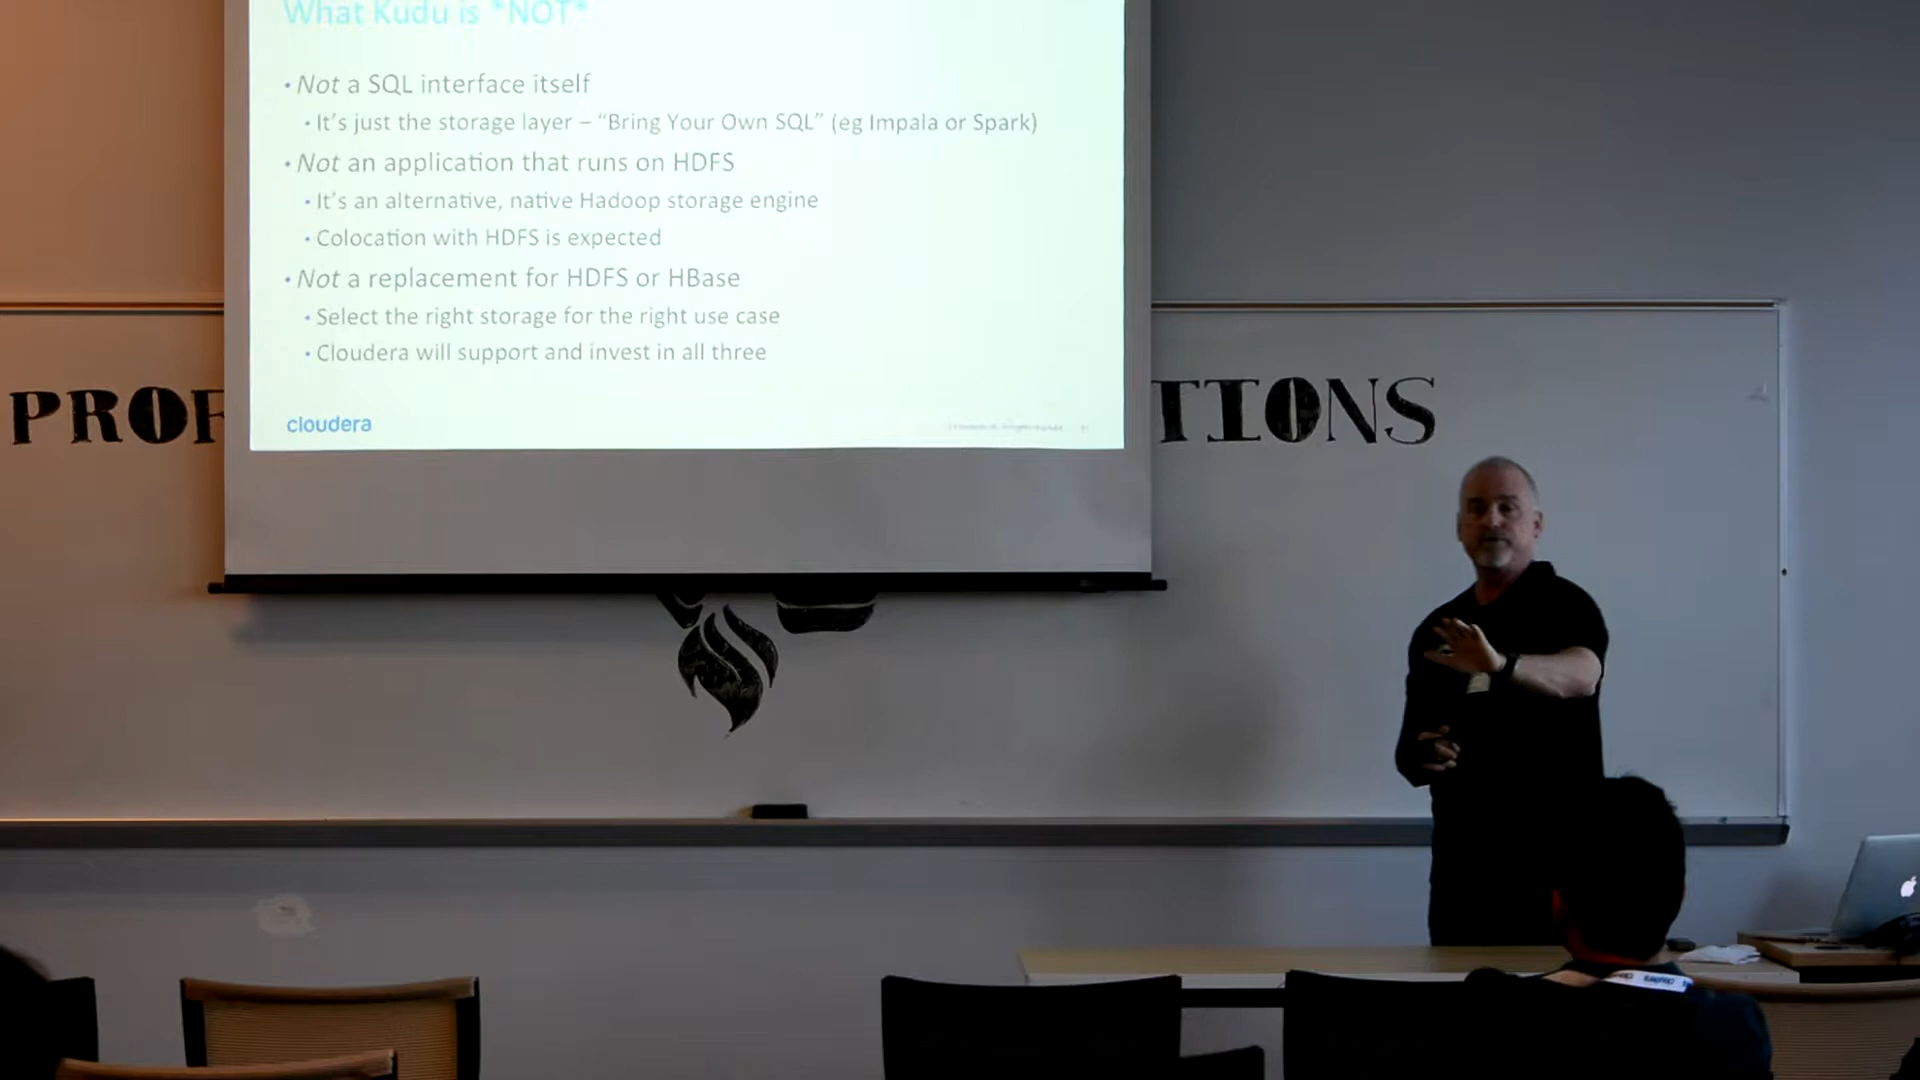 What Kudu is *NOT*
• Not a SQL interface itself
• It's just the storage layer – “Bring Your Own SQL” (eg Impala or Spark)
• Not an application that runs on HDFS
• It's an alternative, native Hadoop storage engine
• Colocation with HDFS is expected
• Not a replacement for HDFS or HBase
• Select the right storage for the right use case
• Cloudera will support and invest in all three
cloudera
PROF
TIONS
cloudera